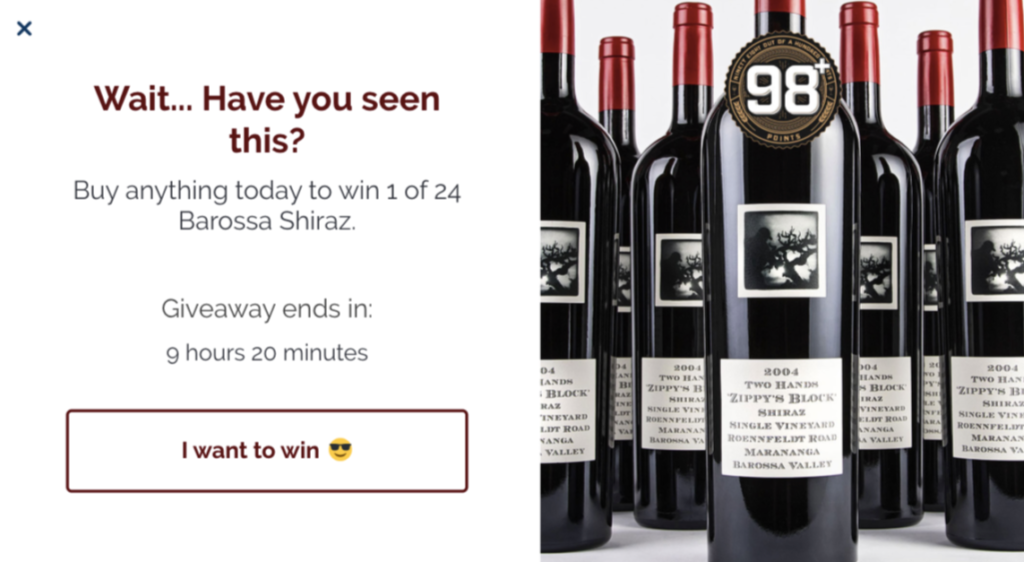 ×
Wait... Have you seen
this?
Buy anything today to win 1 of 24
Barossa Shiraz.
Giveaway ends in:
9 hours 20 minutes
I want to win 😎
98+
POINTS
2004
TWO HANDS
'ZIPPY'S BLOCK'
SHIRAZ
SINGLE VINEYARD
ROENNFELDT ROAD
MARANANGA
BAROSSA VALLEY